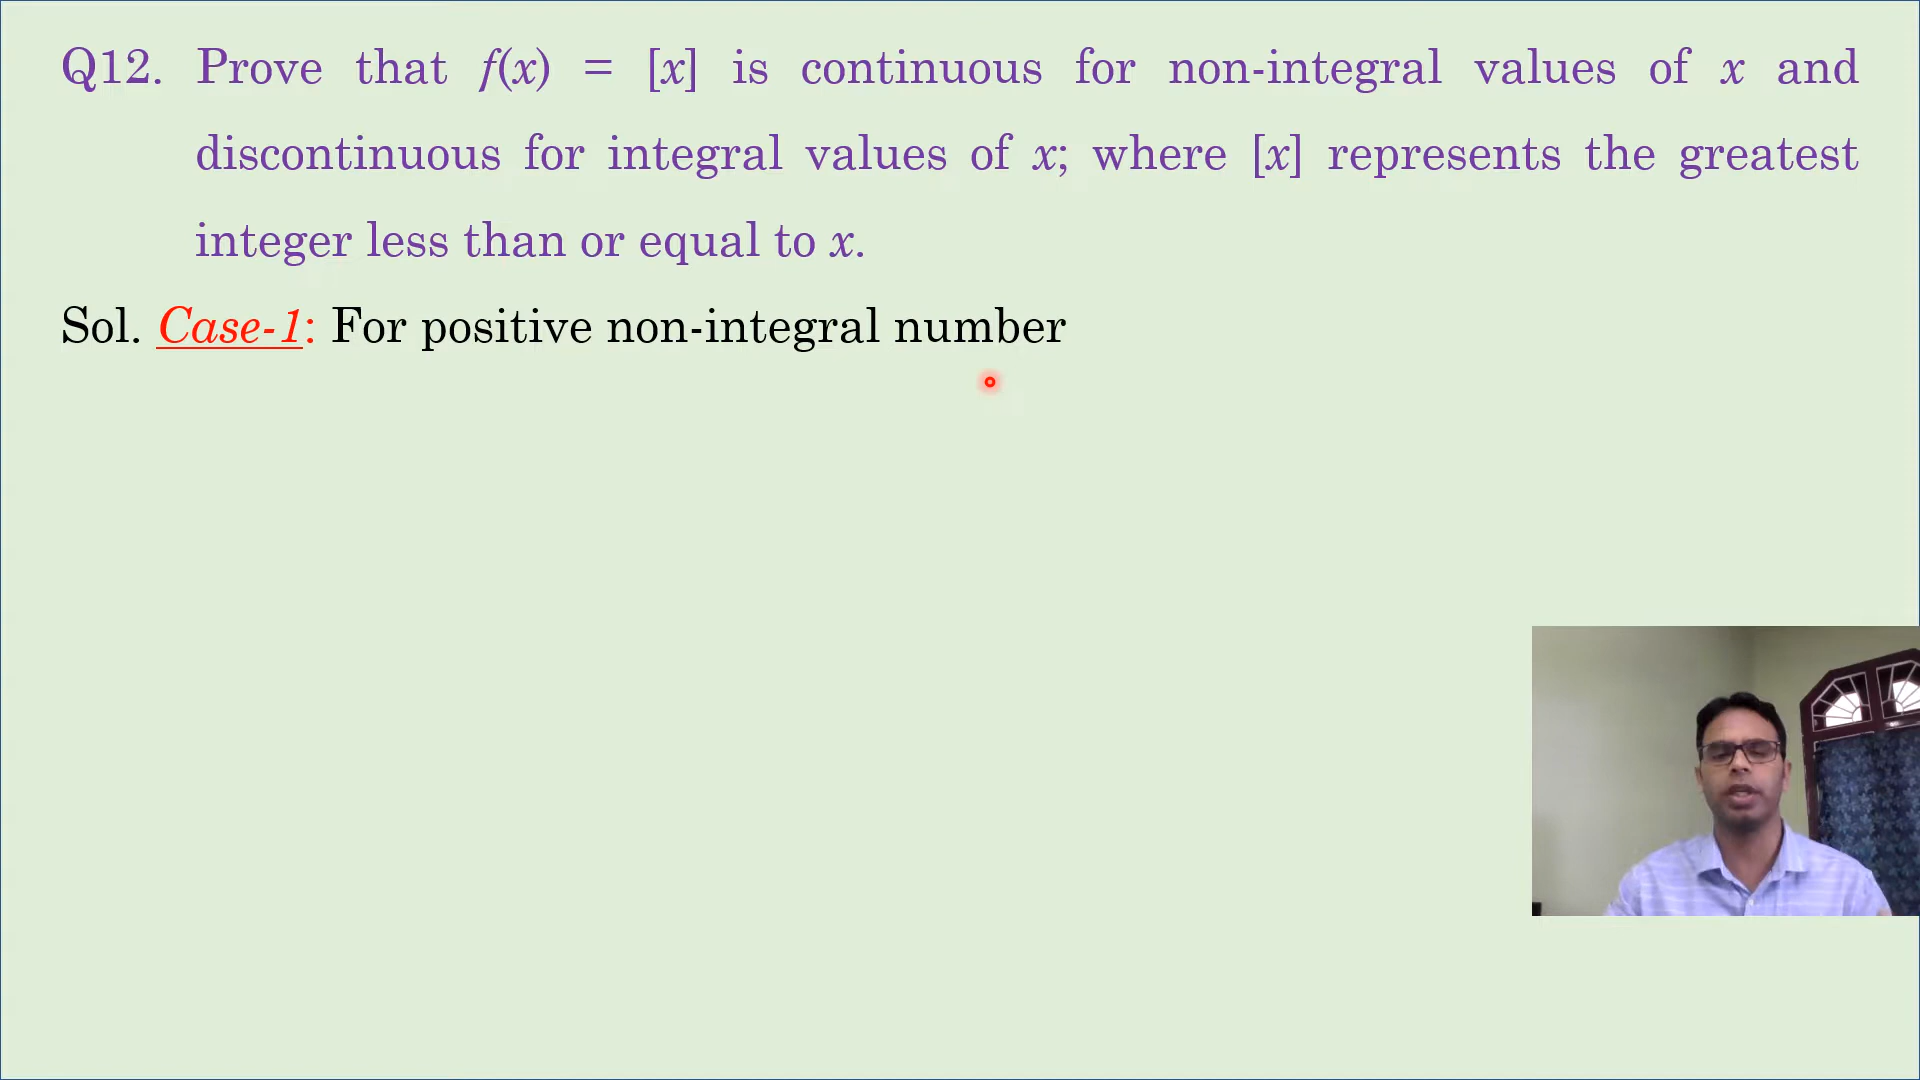 Q12. Prove that f(x) = [x] is continuous for non-integral values of x and
discontinuous for integral values of x; where [x] represents the greatest
integer less than or equal to x.
Sol. Case-1: For positive non-integral number